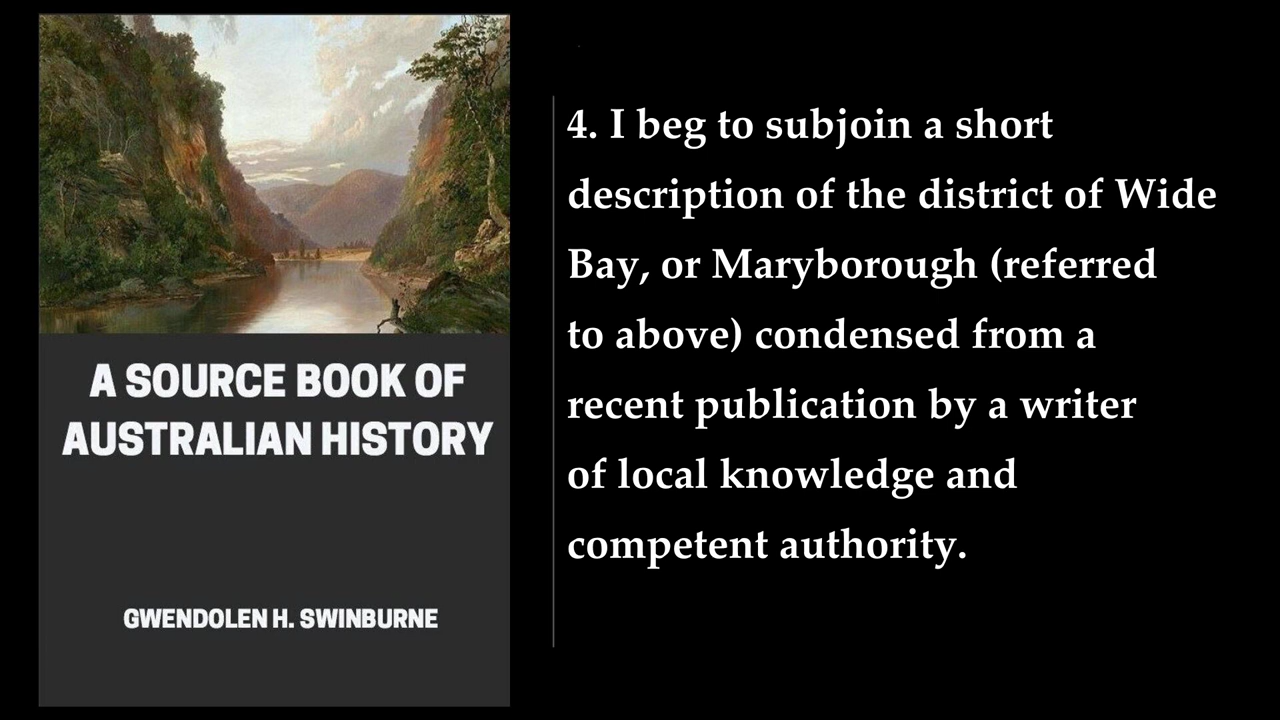 A SOURCE BOOK OF
AUSTRALIAN HISTORY
GWENDOLEN H. SWINBURNE
4. I beg to subjoin a short
description of the district of Wide
Bay, or Maryborough (referred
to above) condensed from a
recent publication by a writer
of local knowledge and
competent authority.